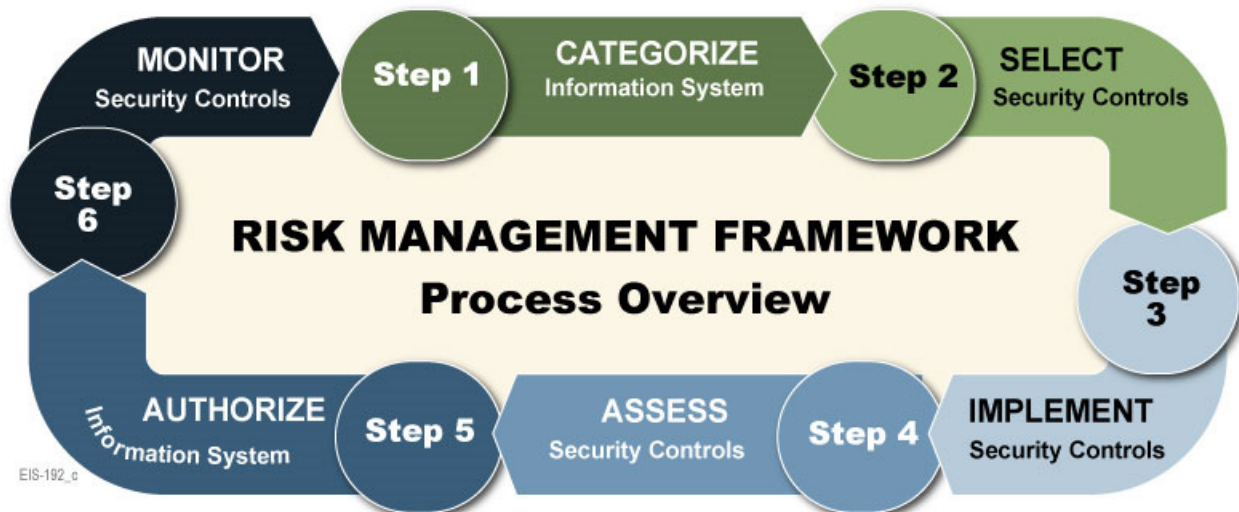 MONITOR
Security Controls
Step 1
CATEGORIZE
Information System
Step 2
SELECT
Security Controls
Step
6
RISK MANAGEMENT FRAMEWORK
Process Overview
Step
3
AUTHORIZE
Information System
Step 5
ASSESS
Security Controls
Step 4
IMPLEMENT
Security Controls
EIS-192_c